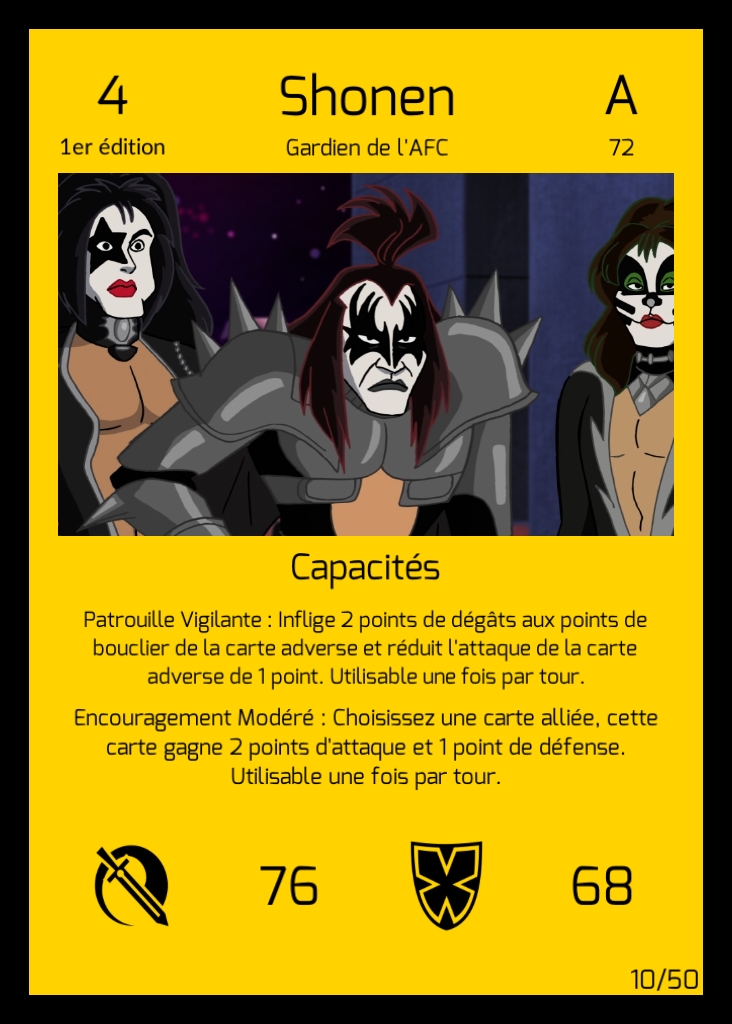 4
Shonen
A
1er édition
Gardien de l'AFC
72
Capacités
Patrouille Vigilante : Inflige 2 points de dégâts aux points de
bouclier de la carte adverse et réduit l'attaque de la carte
adverse de 1 point. Utilisable une fois par tour.
Encouragement Modéré : Choisissez une carte alliée, cette
carte gagne 2 points d'attaque et 1 point de défense.
Utilisable une fois par tour.
76
68
10/50